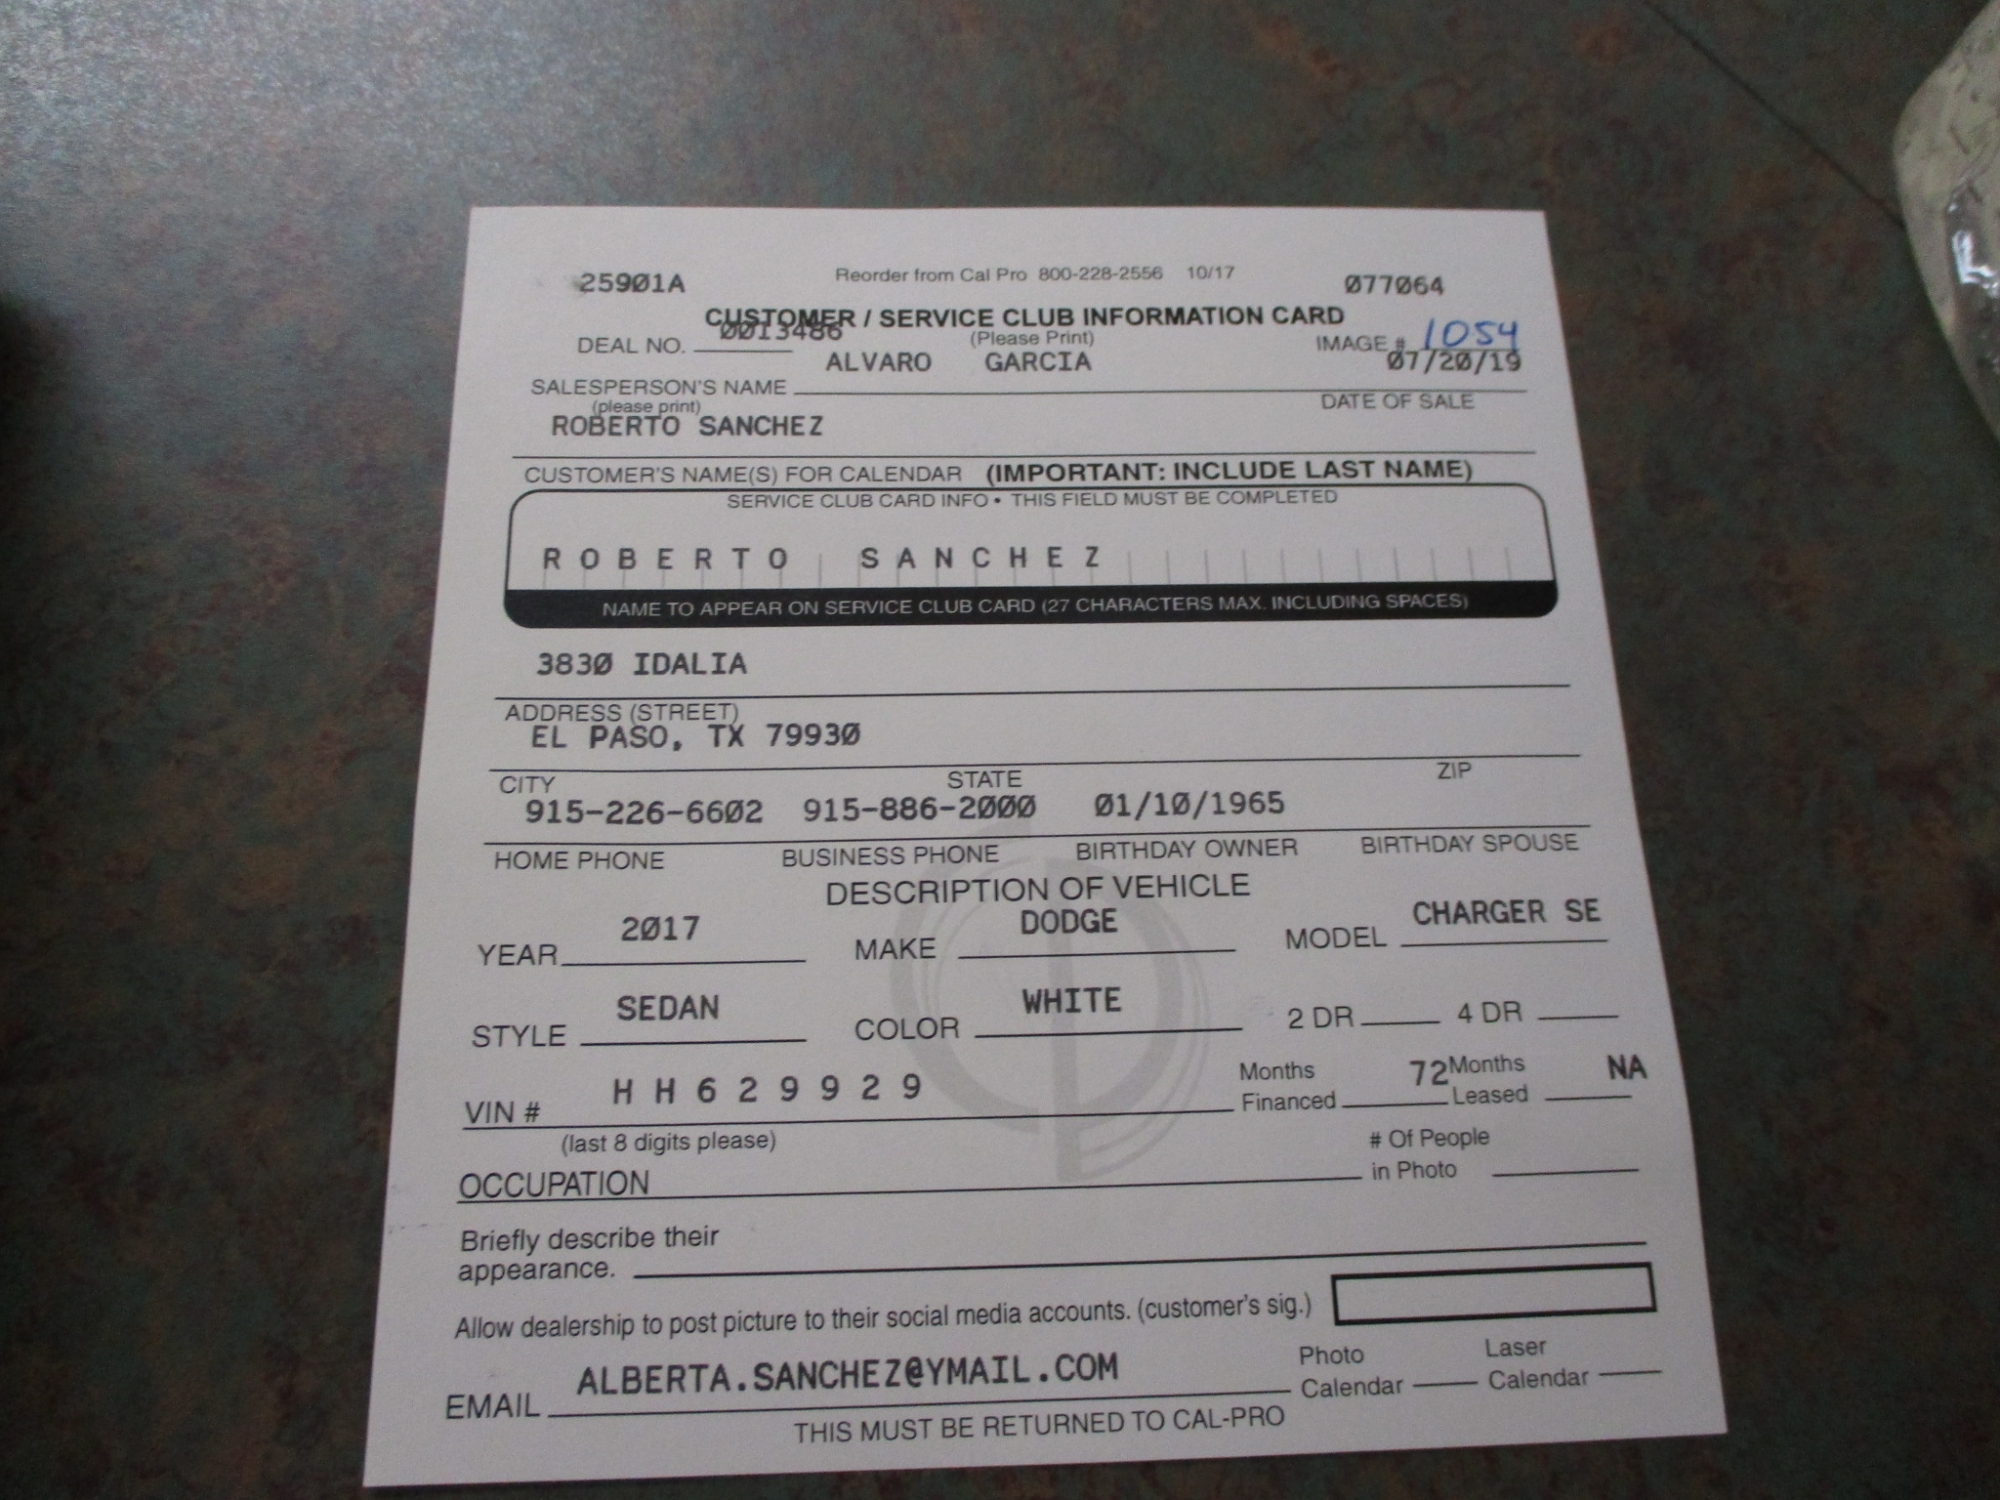 25901A Reorder from Cal Pro 800-228-2556 10/17 077064
CUSTOMER / SERVICE CLUB INFORMATION CARD
DEAL NO. 0013486 (Please Print) IMAGE # 1054
ALVARO GARCIA 07/20/19
SALESPERSON'S NAME DATE OF SALE
(please print)
ROBERTO SANCHEZ
CUSTOMER'S NAME(S) FOR CALENDAR (IMPORTANT: INCLUDE LAST NAME)
SERVICE CLUB CARD INFO • THIS FIELD MUST BE COMPLETED
ROBERTO SANCHEZ
NAME TO APPEAR ON SERVICE CLUB CARD (27 CHARACTERS MAX. INCLUDING SPACES)
3830 IDALIA
ADDRESS (STREET)
EL PASO, TX 79930
CITY STATE ZIP
915-226-6602 915-886-2000 01/10/1965
HOME PHONE BUSINESS PHONE BIRTHDAY OWNER BIRTHDAY SPOUSE
DESCRIPTION OF VEHICLE
YEAR 2017 MAKE DODGE MODEL CHARGER SE
STYLE SEDAN COLOR WHITE 2 DR 4 DR
VIN # HH629929 Months Financed 72 Months Leased NA
(last 8 digits please) # Of People
OCCUPATION in Photo
Briefly describe their
appearance.
Allow dealership to post picture to their social media accounts. (customer's sig.)
EMAIL ALBERTA.SANCHEZ@YMAIL.COM Photo Calendar Laser Calendar
THIS MUST BE RETURNED TO CAL-PRO